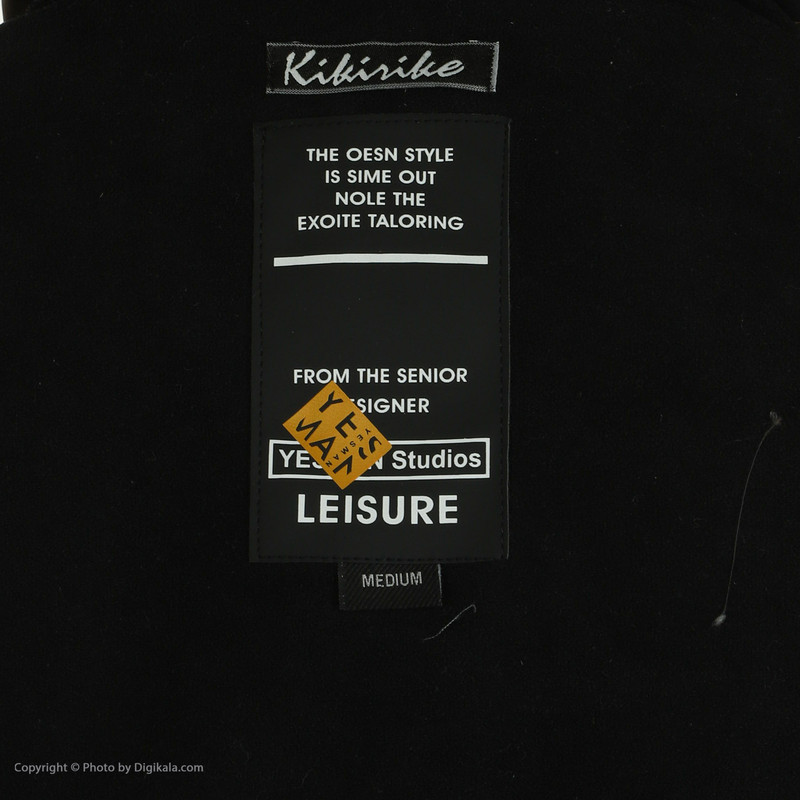 Kikirike
THE OESN STYLE
IS SIME OUT
NOLE THE
EXOITE TALORING
FROM THE SENIOR
SIGNER
YES
MAN
YESMAN
Studios
LEISURE
MEDIUM
Copyright © Photo by Digikala.com